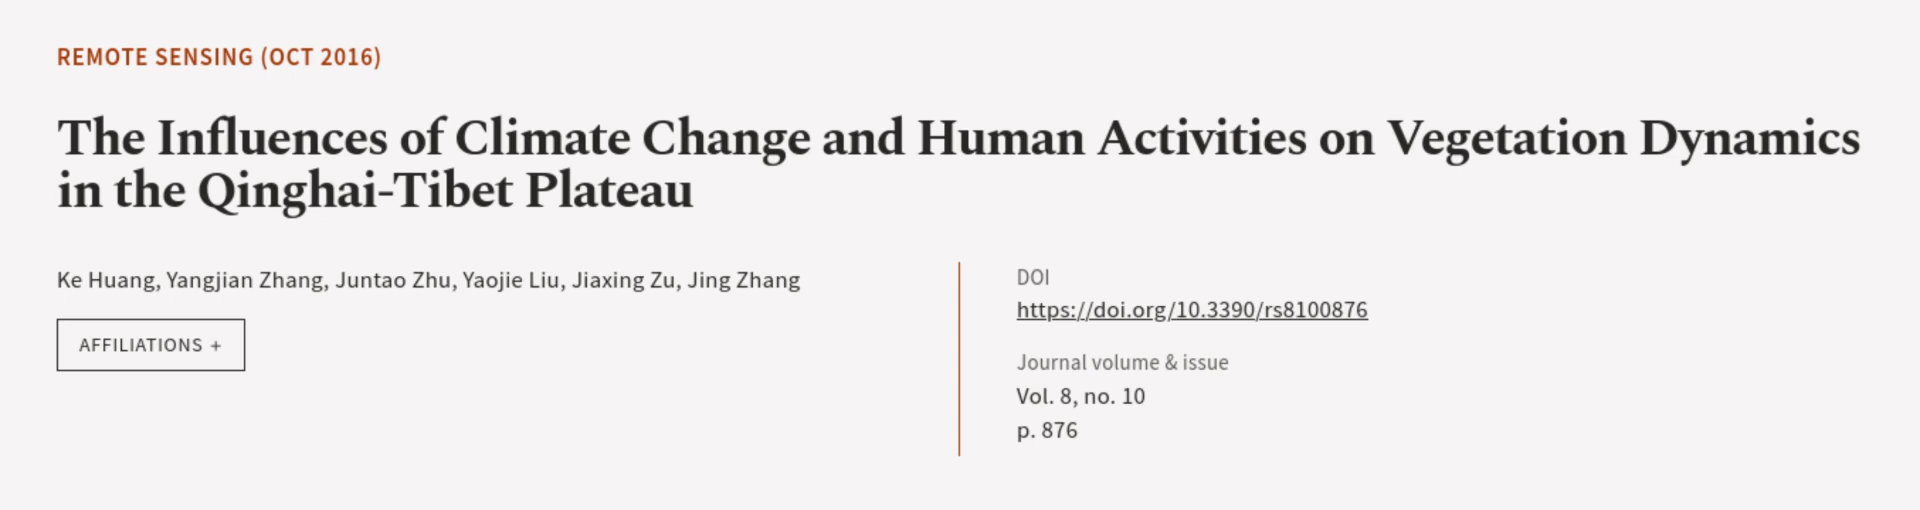 REMOTE SENSING (OCT 2016)
The Influences of Climate Change and Human Activities on Vegetation Dynamics
in the Qinghai-Tibet Plateau
Ke Huang, Yangjian Zhang, Juntao Zhu, Yaojie Liu, Jiaxing Zu, Jing Zhang
AFFILIATIONS +
DOI
https://doi.org/10.3390/rs8100876
Journal volume & issue
Vol. 8, no. 10
p. 876